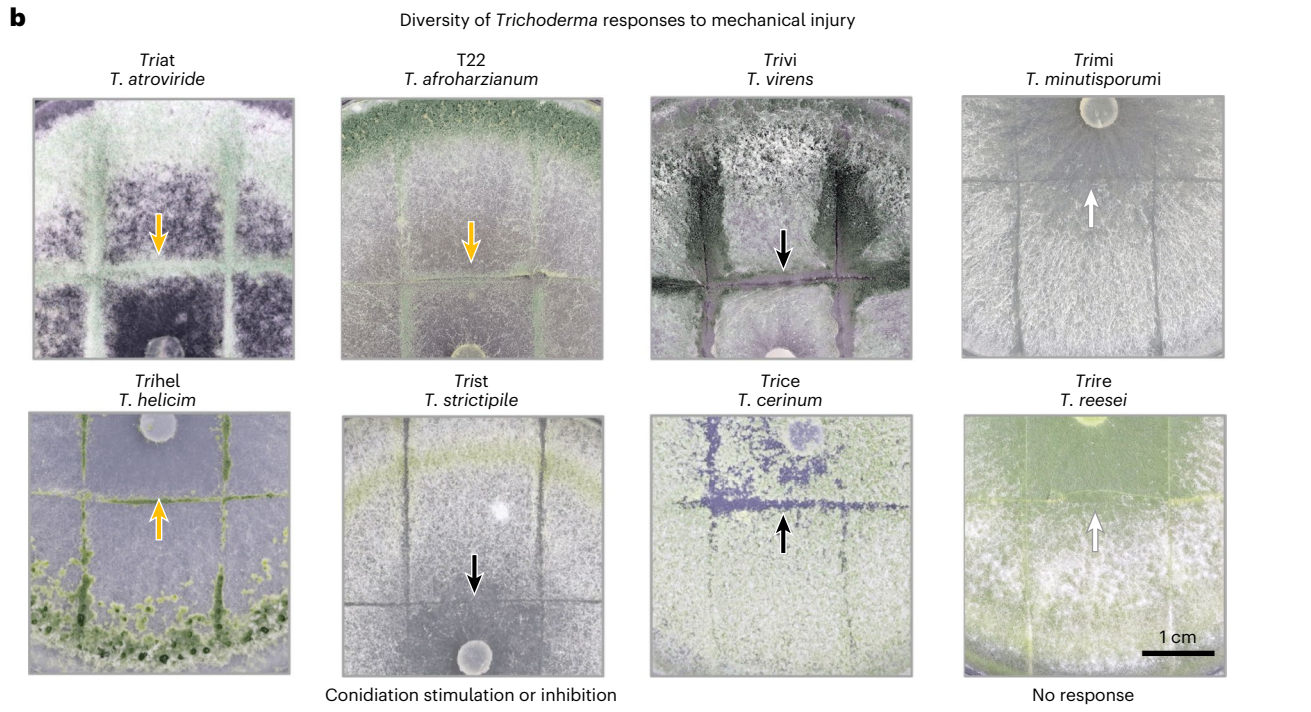 b
Diversity of Trichoderma responses to mechanical injury
Triat
T. atroviride
T22
T. afroharzianum
Trivi
T. virens
Trimi
T. minutisporumi
Trihel
T. helicim
Trist
T. strictipile
Trice
T. cerinum
Trire
T. reesei
1 cm
Conidiation stimulation or inhibition
No response